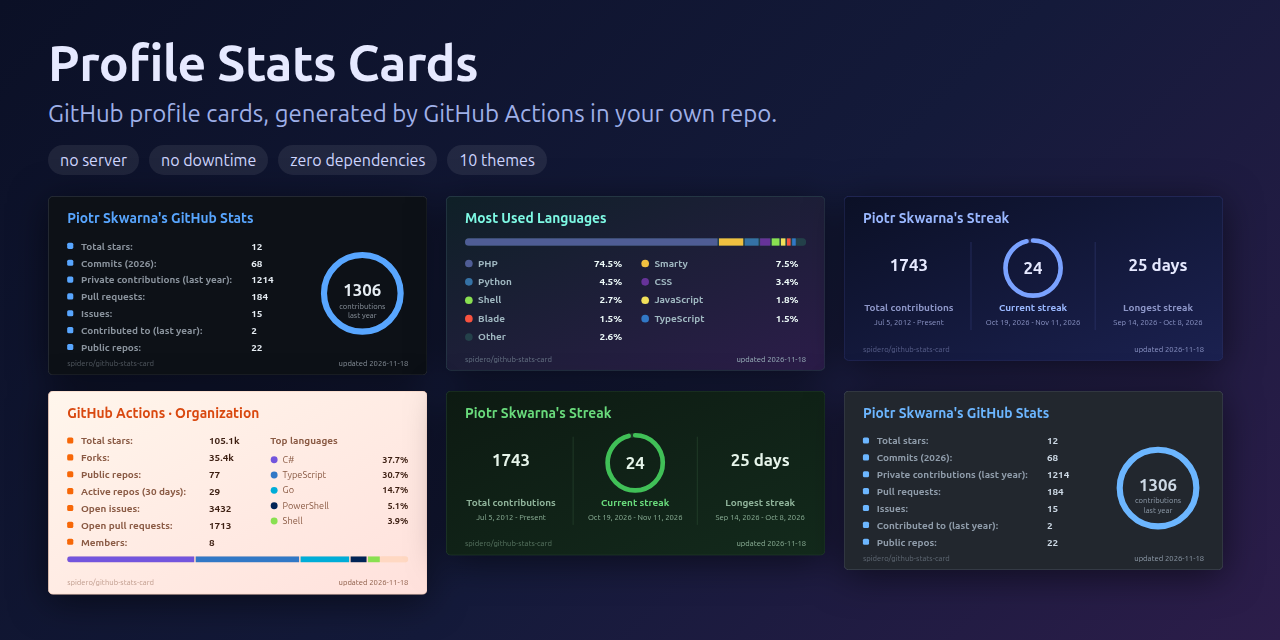 Profile Stats Cards
GitHub profile cards, generated by GitHub Actions in your own repo.
no server no downtime zero dependencies 10 themes
Piotr Skwarna's GitHub Stats
Total stars: 12
Commits (2026): 68
Private contributions (last year): 1214
Pull requests: 184
Issues: 15
Contributed to (last year): 2
Public repos: 22
1306
contributions
last year
spidero/github-stats-card updated 2026-11-18
Most Used Languages
PHP 74.5% Smarty 7.5%
Python 4.5% CSS 3.4%
Shell 2.7% JavaScript 1.8%
Blade 1.5% TypeScript 1.5%
Other 2.6%
spidero/github-stats-card updated 2026-11-18
Piotr Skwarna's Streak
1743 24 25 days
Total contributions Current streak Longest streak
Jul 5, 2012 - Present Oct 19, 2026 - Nov 11, 2026 Sep 14, 2026 - Oct 8, 2026
spidero/github-stats-card updated 2026-11-18
GitHub Actions · Organization
Total stars: 105.1k
Forks: 35.4k
Public repos: 77
Active repos (30 days): 29
Open issues: 3432
Open pull requests: 1713
Members: 8
Top languages
C# 37.7%
TypeScript 30.7%
Go 14.7%
PowerShell 5.1%
Shell 3.9%
spidero/github-stats-card updated 2026-11-18
Piotr Skwarna's Streak
1743 24 25 days
Total contributions Current streak Longest streak
Jul 5, 2012 - Present Oct 19, 2026 - Nov 11, 2026 Sep 14, 2026 - Oct 8, 2026
spidero/github-stats-card updated 2026-11-18
Piotr Skwarna's GitHub Stats
Total stars: 12
Commits (2026): 68
Private contributions (last year): 1214
Pull requests: 184
Issues: 15
Contributed to (last year): 2
Public repos: 22
1306
contributions
last year
spidero/github-stats-card updated 2026-11-18